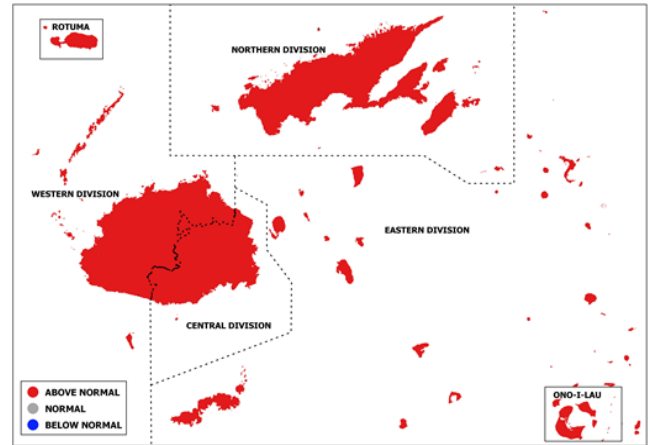 ROTUMA
NORTHERN DIVISION
WESTERN DIVISION
EASTERN DIVISION
CENTRAL DIVISION
ABOVE NORMAL
NORMAL
BELOW NORMAL
ONO-I-LAU